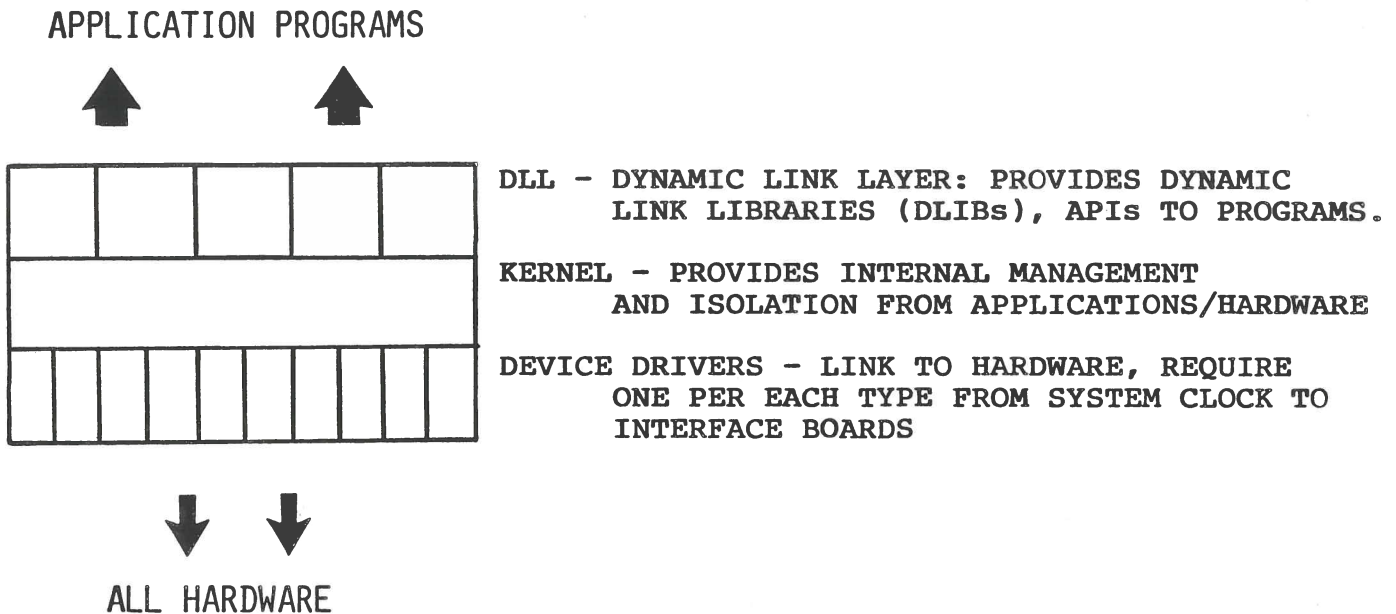 APPLICATION PROGRAMS
DLL - DYNAMIC LINK LAYER: PROVIDES DYNAMIC
LINK LIBRARIES (DLIBs), APIs TO PROGRAMS.
KERNEL - PROVIDES INTERNAL MANAGEMENT
AND ISOLATION FROM APPLICATIONS/HARDWARE
DEVICE DRIVERS - LINK TO HARDWARE, REQUIRE
ONE PER EACH TYPE FROM SYSTEM CLOCK TO
INTERFACE BOARDS
ALL HARDWARE